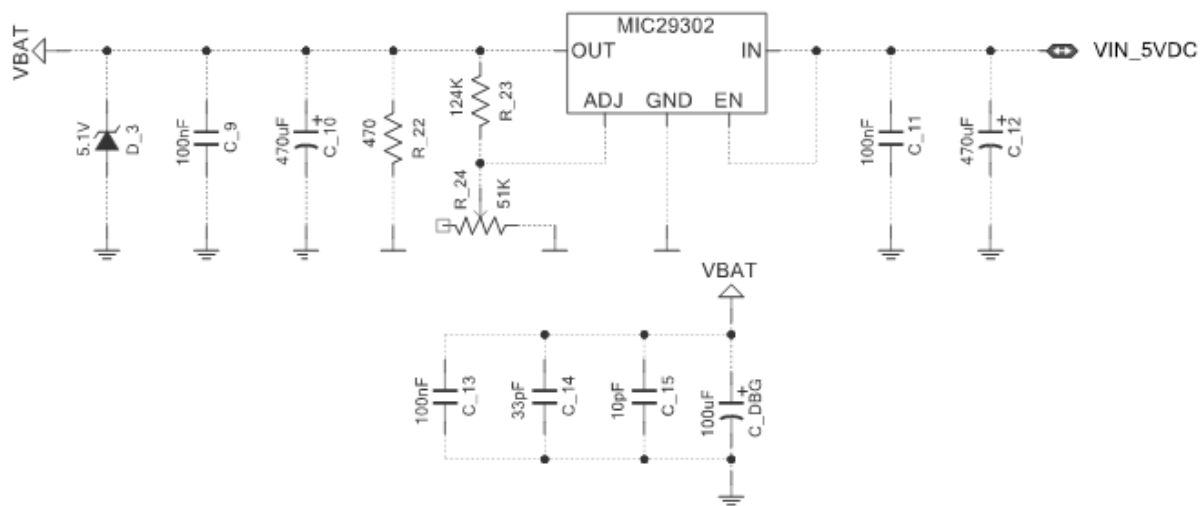 MIC29302
VBAT
OUT
IN
VIN_5VDC
ADJ
GND
EN
5.1V
D_3
100nF
C_9
470uF
+
C_10
470
R_22
124K
R_23
R_24
51K
100nF
C_11
470uF
+
C_12
VBAT
100nF
C_13
33pF
C_14
10pF
C_15
100uF
+
C_DBG